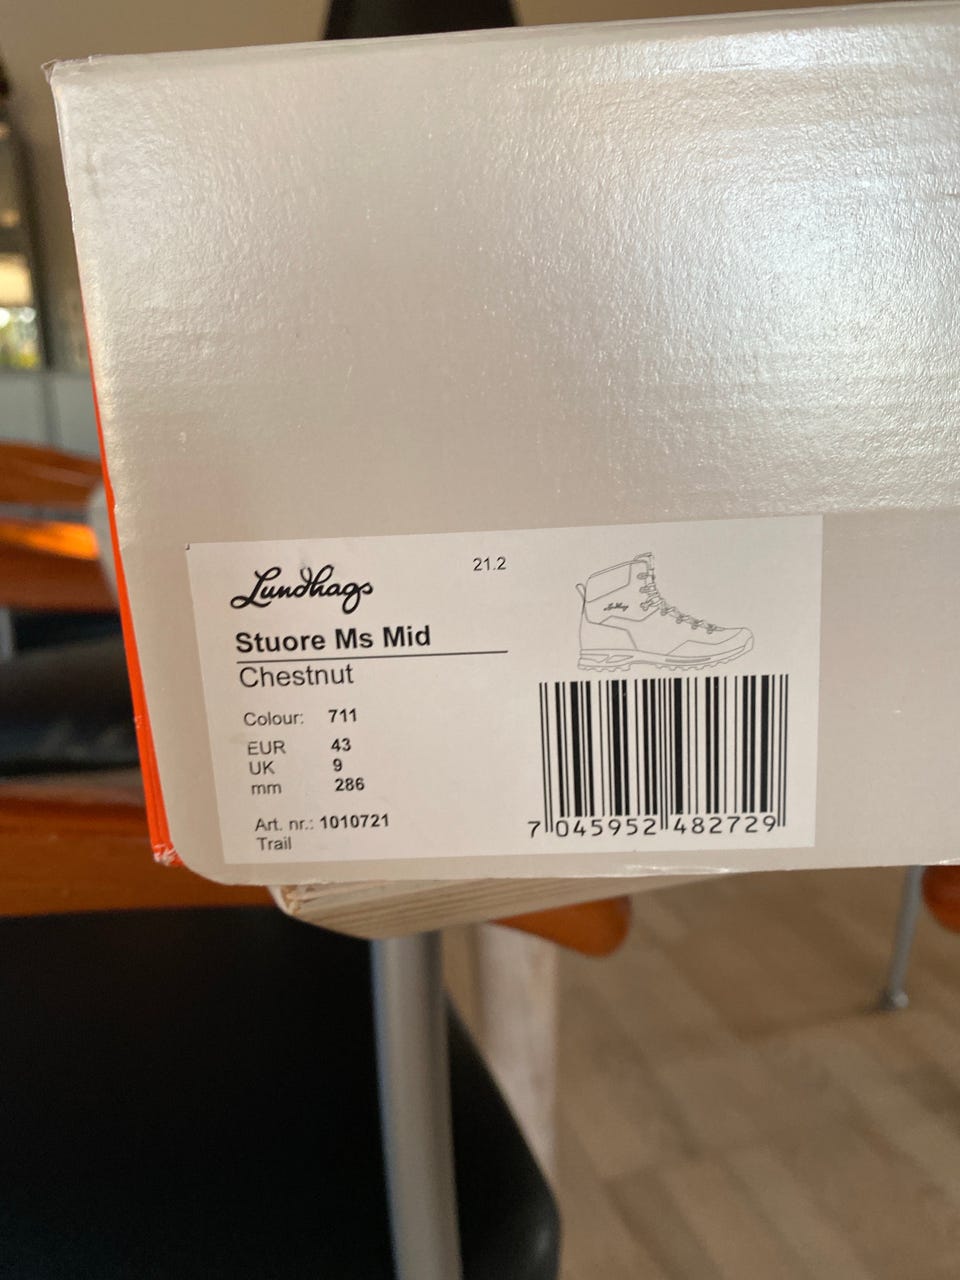 Lundhags
21.2
Stuore Ms Mid
Chestnut
Colour: 711
EUR 43
UK 9
mm 286
Art. nr.: 1010721
Trail
Lundhags
7 045952 482729